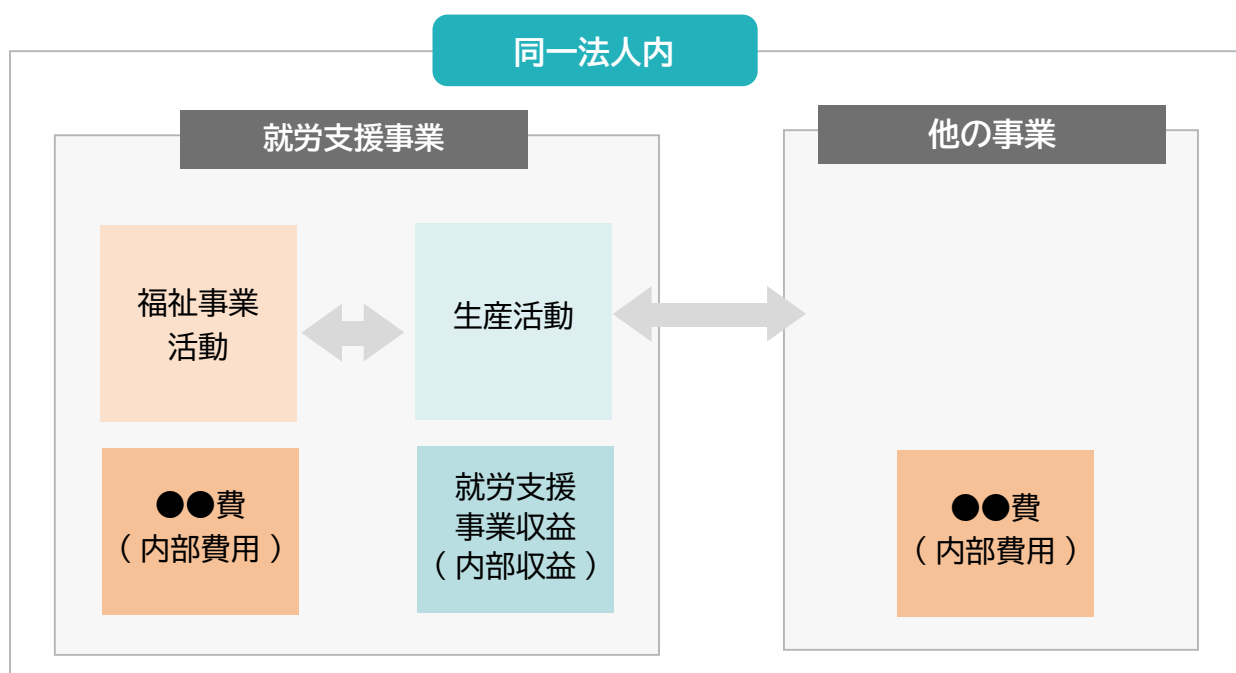 同一法人内
就労支援事業
他の事業
福祉事業
活動
生産活動
●●費
（内部費用）
就労支援
事業収益
（内部収益）
●●費
（内部費用）